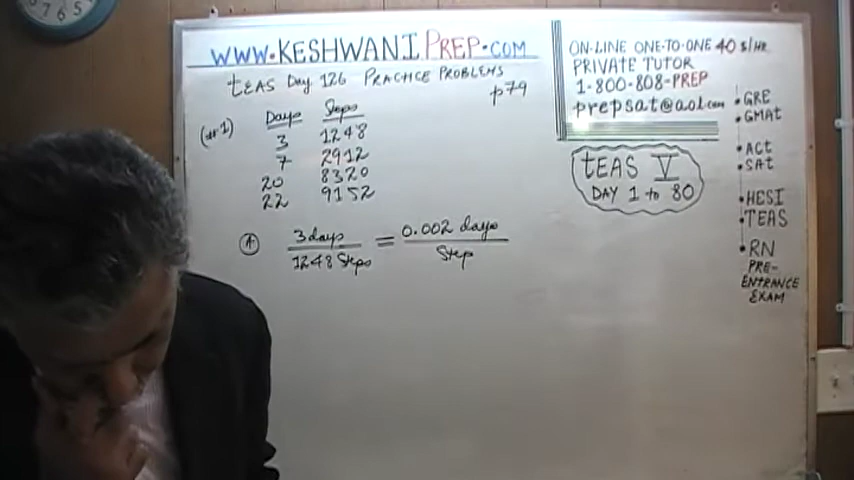 7 6 5
WWW.KESHWANIPREP.COM
TEAS Day 126 PRACTICE PROBLEMS
p79
(#1)
Days Steps
3 1248
7 2912
20 8320
22 9152
A 3 days / 1248 Steps = 0.002 days / Step
ON-LINE ONE-TO-ONE 40 $/HR
PRIVATE TUTOR
1-800-808-PREP
prepsat@aol.com
TEAS V
DAY 1 to 80
•GRE
•GMAT
•ACT
•SAT
•HESI
•TEAS
•RN
PRE-
ENTRANCE
EXAM